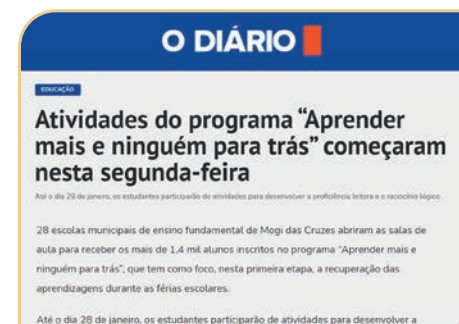 O DIÁRIO
EDUCAÇÃO
Atividades do programa “Aprender
mais e ninguém para trás” começaram
nesta segunda-feira
Até o dia 28 de janeiro, os estudantes participarão de atividades para desenvolver a proficiência leitora e o raciocínio lógico
28 escolas municipais de ensino fundamental de Mogi das Cruzes abriram as salas de
aula para receber os mais de 1,4 mil alunos inscritos no programa “Aprender mais e
ninguém para trás”, que tem como foco, nesta primeira etapa, a recuperação das
aprendizagens durante as férias escolares.
Até o dia 28 de janeiro, os estudantes participarão de atividades para desenvolver a